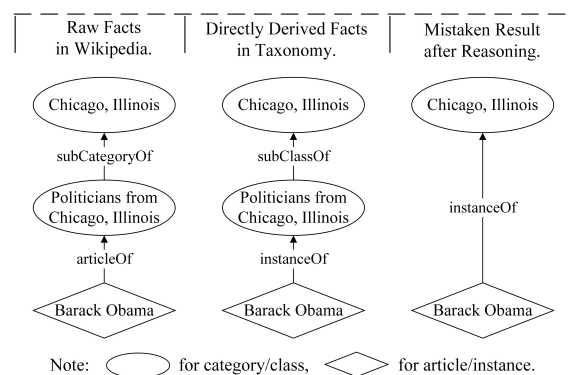 Raw Facts
in Wikipedia.
Directly Derived Facts
in Taxonomy.
Mistaken Result
after Reasoning.
Chicago, Illinois
subCategoryOf
Politicians from
Chicago, Illinois
articleOf
Barack Obama
Chicago, Illinois
subClassOf
Politicians from
Chicago, Illinois
instanceOf
Barack Obama
Chicago, Illinois
instanceOf
Barack Obama
Note: for category/class, for article/instance.